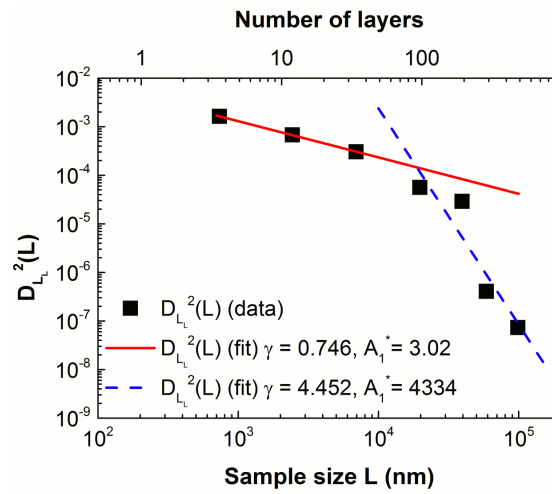 Number of layers
1 10 100
10⁻²
10⁻³
10⁻⁴
10⁻⁵
10⁻⁶
10⁻⁷
10⁻⁸
10⁻⁹
D_{L_L}²(L)
D_{L_L}²(L) (data)
D_{L_L}²(L) (fit) γ = 0.746, A₁* = 3.02
D_{L_L}²(L) (fit) γ = 4.452, A₁* = 4334
10² 10³ 10⁴ 10⁵
Sample size L (nm)